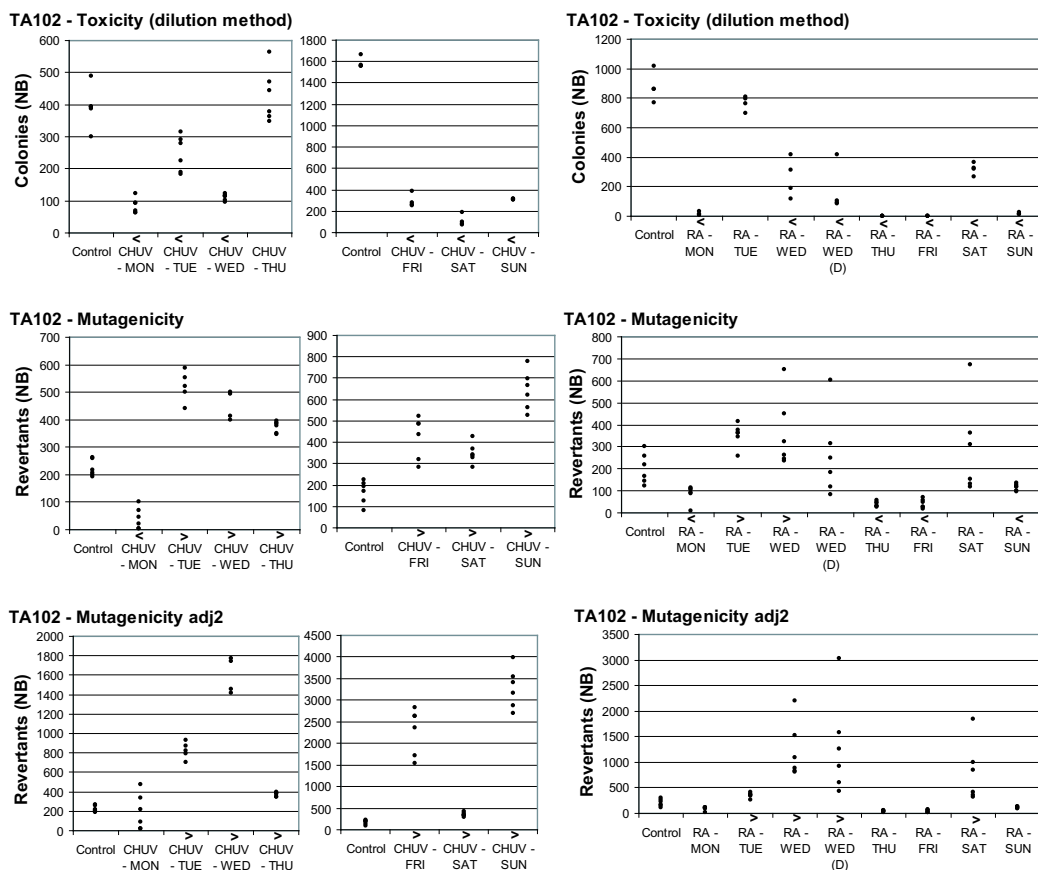 TA102 - Toxicity (dilution method)
Colonies (NB)
600
500
400
300
200
100
0
Control
< CHUV - MON
< CHUV - TUE
< CHUV - WED
CHUV - THU
1800
1600
1400
1200
1000
800
600
400
200
0
Control
< CHUV - FRI
< CHUV - SAT
< CHUV - SUN
TA102 - Toxicity (dilution method)
Colonies (NB)
1200
1000
800
600
400
200
0
Control
< RA - MON
RA - TUE
< RA - WED
< RA - WED (D)
< RA - THU
< RA - FRI
< RA - SAT
< RA - SUN
TA102 - Mutagenicity
Revertants (NB)
700
600
500
400
300
200
100
0
Control
< CHUV - MON
> CHUV - TUE
> CHUV - WED
> CHUV - THU
900
800
700
600
500
400
300
200
100
0
Control
> CHUV - FRI
> CHUV - SAT
> CHUV - SUN
TA102 - Mutagenicity
Revertants (NB)
800
700
600
500
400
300
200
100
0
Control
< RA - MON
> RA - TUE
> RA - WED
RA - WED (D)
< RA - THU
< RA - FRI
RA - SAT
< RA - SUN
TA102 - Mutagenicity adj2
Revertants (NB)
2000
1800
1600
1400
1200
1000
800
600
400
200
0
Control
CHUV - MON
> CHUV - TUE
> CHUV - WED
> CHUV - THU
4500
4000
3500
3000
2500
2000
1500
1000
500
0
Control
> CHUV - FRI
> CHUV - SAT
> CHUV - SUN
TA102 - Mutagenicity adj2
Revertants (NB)
3500
3000
2500
2000
1500
1000
500
0
Control
RA - MON
> RA - TUE
> RA - WED
> RA - WED (D)
RA - THU
RA - FRI
> RA - SAT
RA - SUN